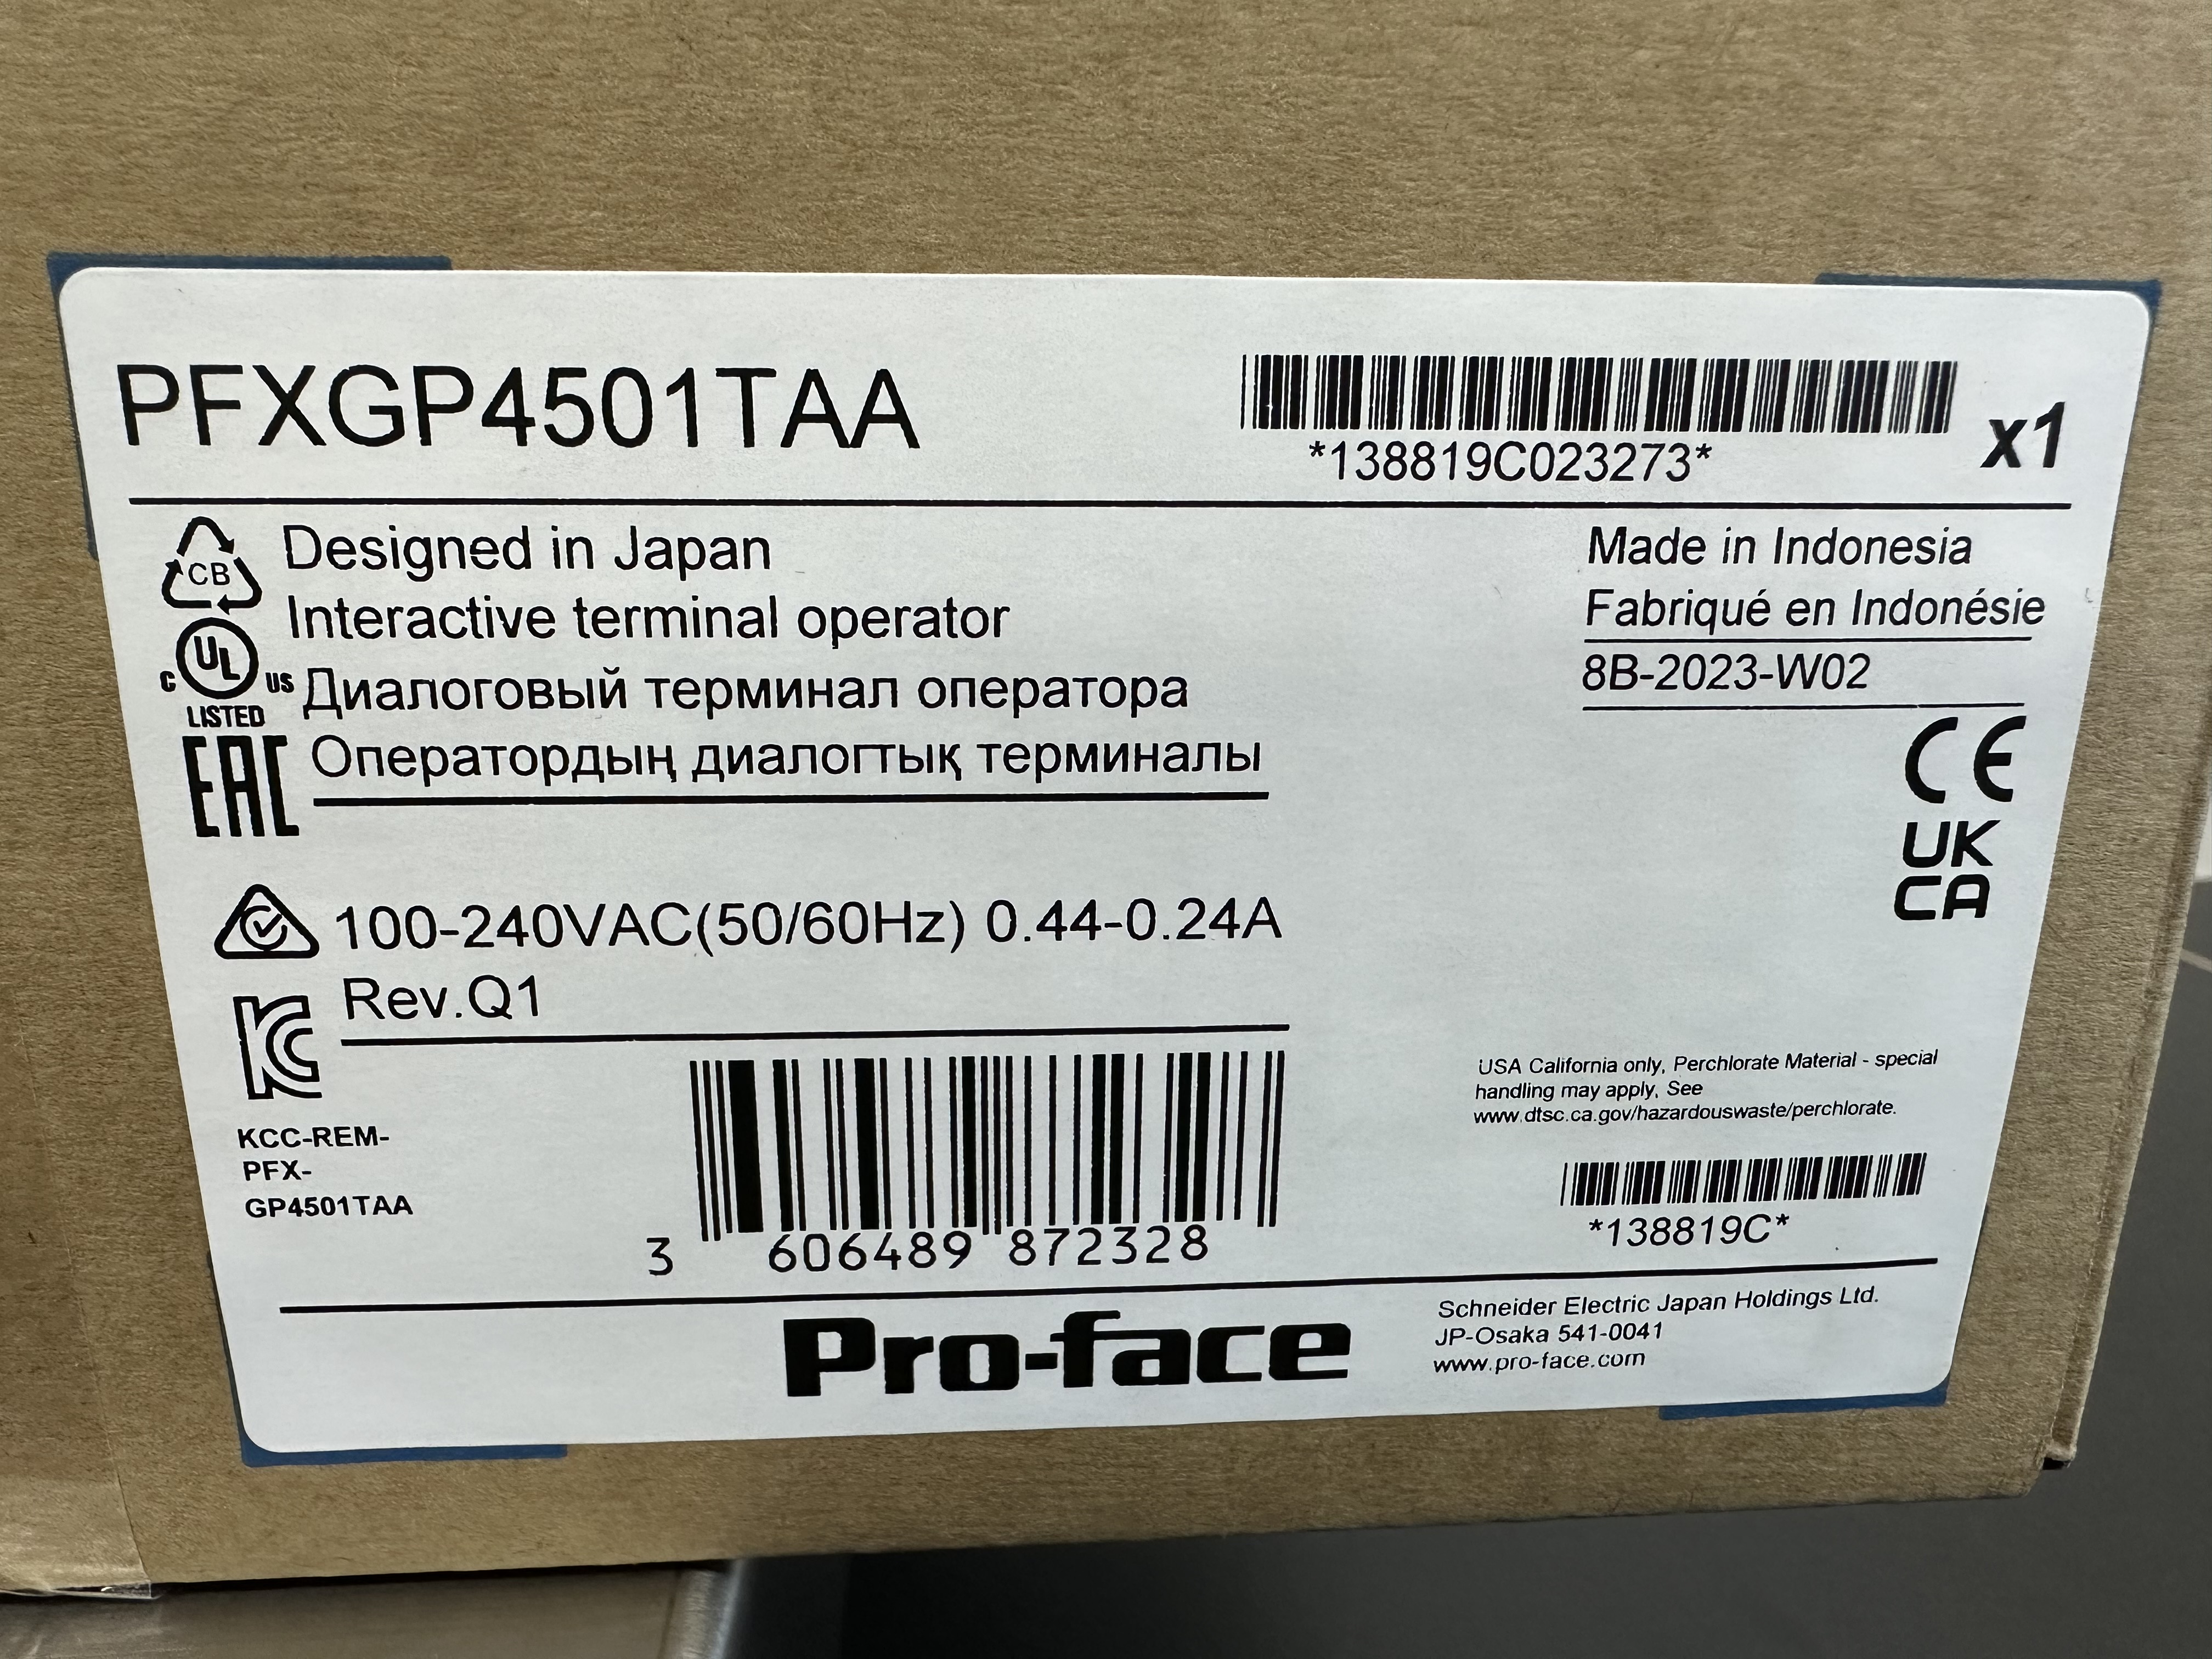 PFXGP4501TAA
*138819C023273*
x1
CB
Designed in Japan
Interactive terminal operator
C UL US
LISTED
Диалоговый терминал оператора
EAC
Оператордың диалогтық терминалы
Made in Indonesia
Fabriqué en Indonésie
8B-2023-W02
CE
UK
CA
100-240VAC(50/60Hz) 0.44-0.24A
Rev.Q1
KC
KCC-REM-
PFX-
GP4501TAA
3 606489 872328
USA California only, Perchlorate Material - special
handling may apply, See
www.dtsc.ca.gov/hazardouswaste/perchlorate.
*138819C*
Pro-face
Schneider Electric Japan Holdings Ltd.
JP-Osaka 541-0041
www.pro-face.com